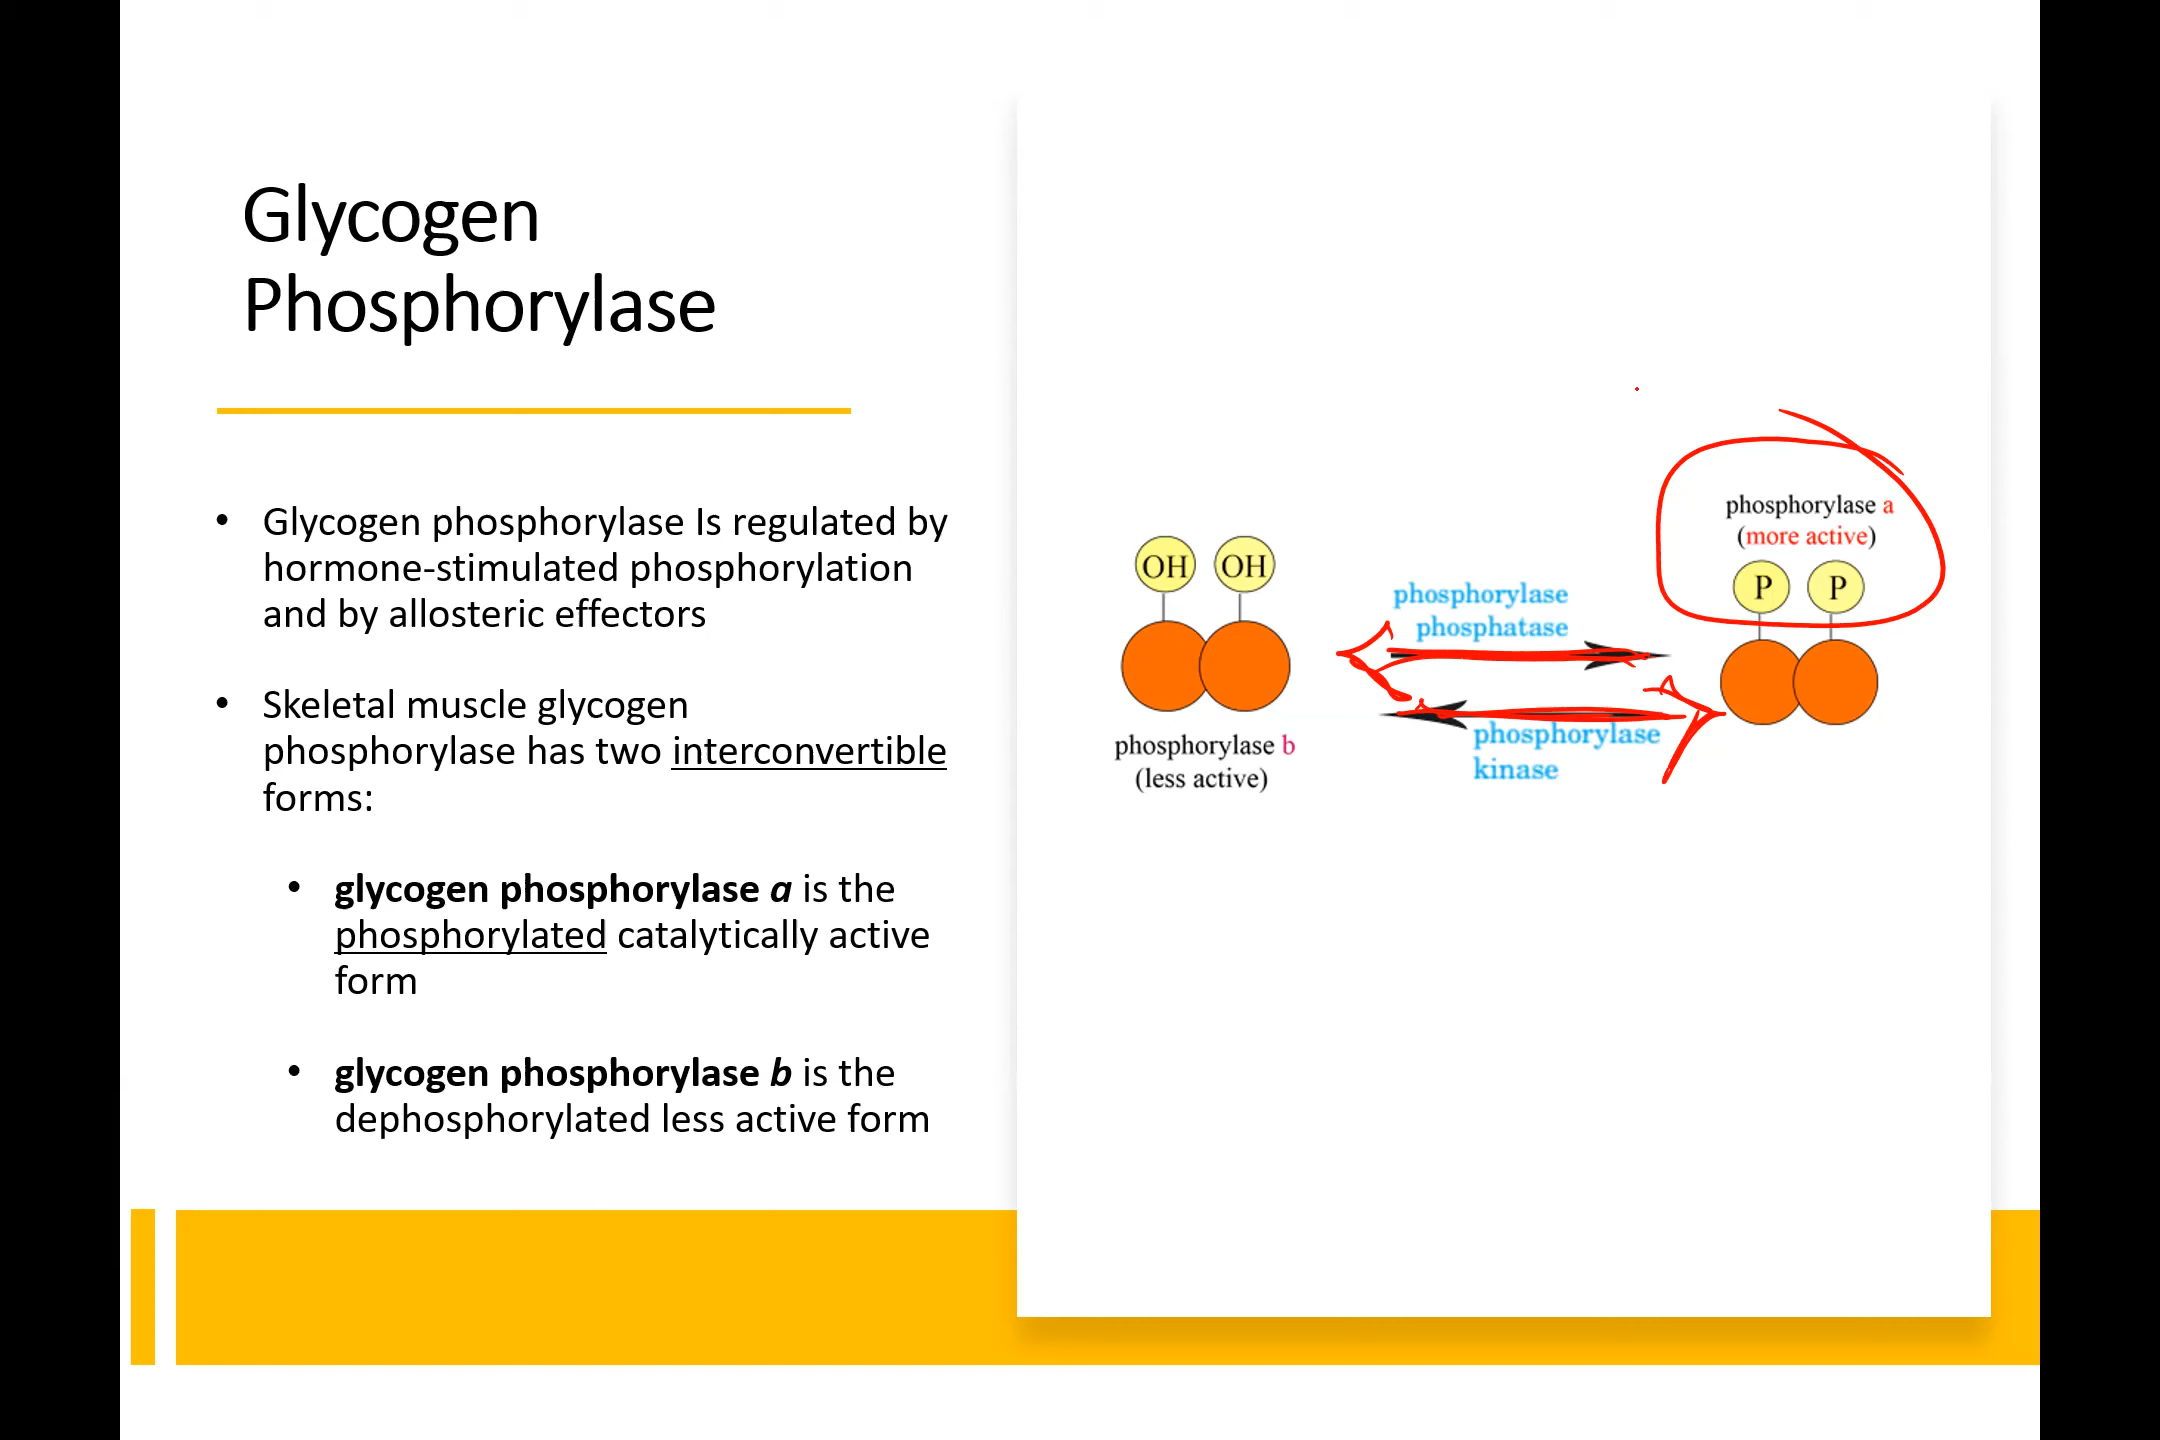 Glycogen
Phosphorylase
• Glycogen phosphorylase Is regulated by
hormone-stimulated phosphorylation
and by allosteric effectors
• Skeletal muscle glycogen
phosphorylase has two interconvertible
forms:
• glycogen phosphorylase a is the
phosphorylated catalytically active
form
• glycogen phosphorylase b is the
dephosphorylated less active form
OH OH
phosphorylase b
(less active)
phosphorylase
phosphatase
phosphorylase
kinase
phosphorylase a
(more active)
P P